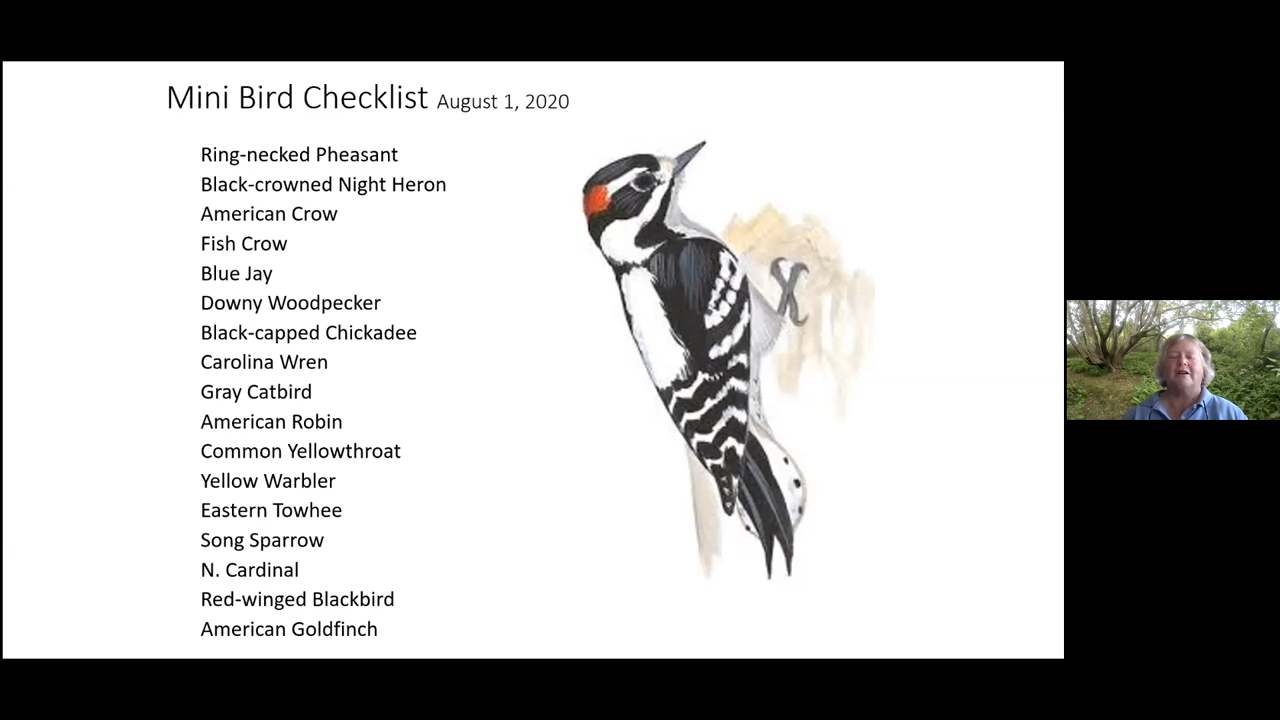 Mini Bird Checklist August 1, 2020
Ring-necked Pheasant
Black-crowned Night Heron
American Crow
Fish Crow
Blue Jay
Downy Woodpecker
Black-capped Chickadee
Carolina Wren
Gray Catbird
American Robin
Common Yellowthroat
Yellow Warbler
Eastern Towhee
Song Sparrow
N. Cardinal
Red-winged Blackbird
American Goldfinch